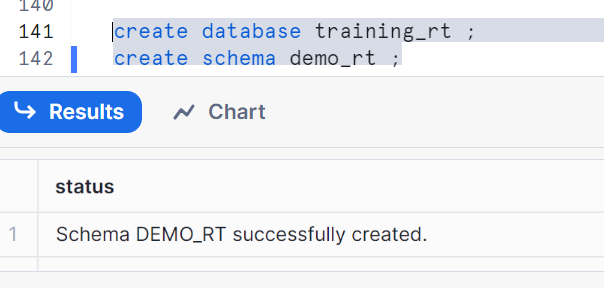 140
141 create database training_rt ;
142 create schema demo_rt ;
Results Chart
status
1 Schema DEMO_RT successfully created.